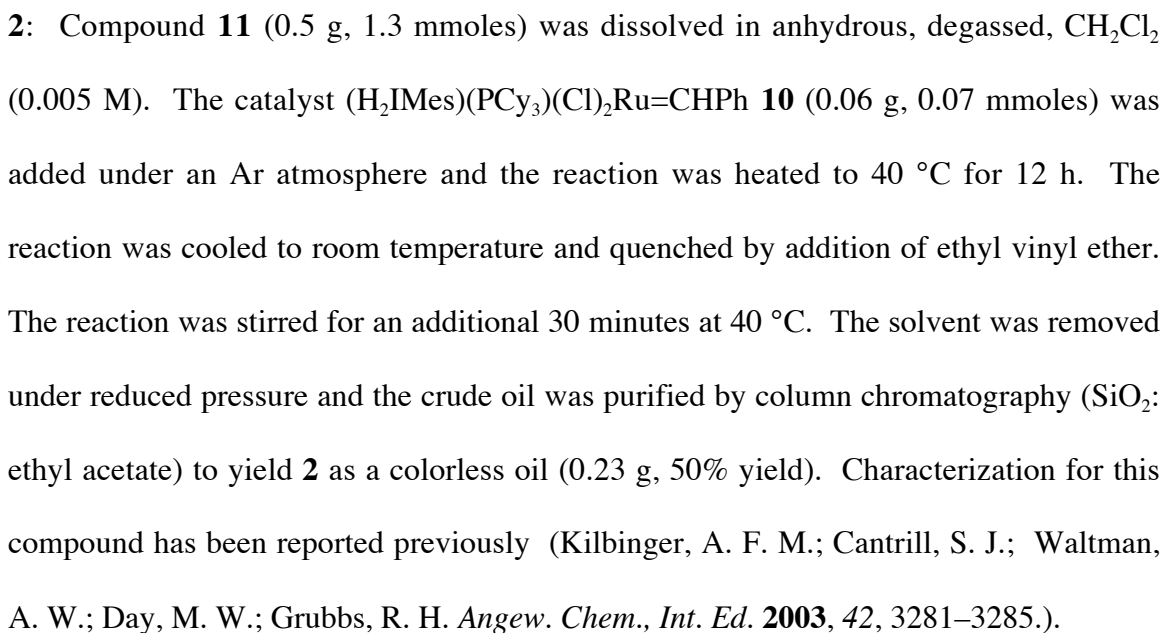 2: Compound 11 (0.5 g, 1.3 mmoles) was dissolved in anhydrous, degassed, CH₂Cl₂
(0.005 M). The catalyst (H₂IMes)(PCy₃)(Cl)₂Ru=CHPh 10 (0.06 g, 0.07 mmoles) was
added under an Ar atmosphere and the reaction was heated to 40 °C for 12 h. The
reaction was cooled to room temperature and quenched by addition of ethyl vinyl ether.
The reaction was stirred for an additional 30 minutes at 40 °C. The solvent was removed
under reduced pressure and the crude oil was purified by column chromatography (SiO₂:
ethyl acetate) to yield 2 as a colorless oil (0.23 g, 50% yield). Characterization for this
compound has been reported previously (Kilbinger, A. F. M.; Cantrill, S. J.; Waltman,
A. W.; Day, M. W.; Grubbs, R. H. Angew. Chem., Int. Ed. 2003, 42, 3281–3285.).